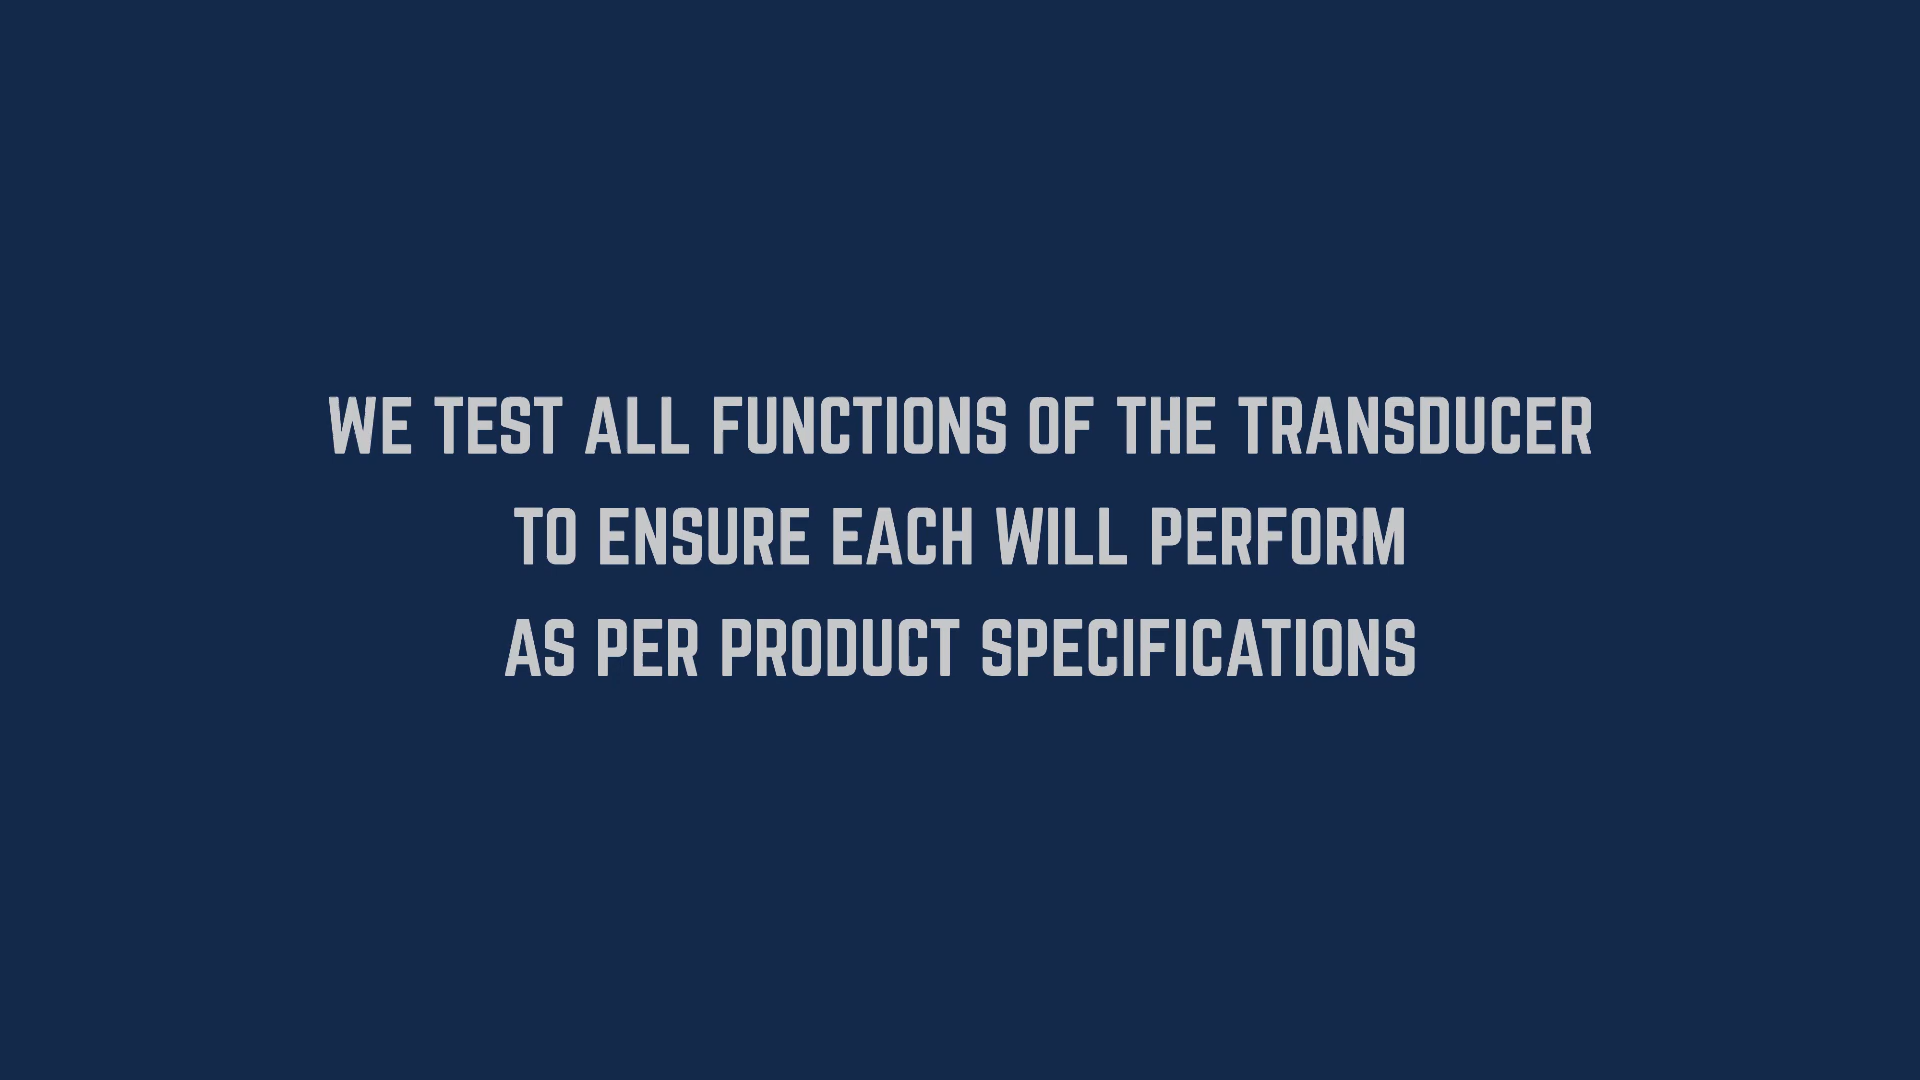 WE TEST ALL FUNCTIONS OF THE TRANSDUCER
TO ENSURE EACH WILL PERFORM
AS PER PRODUCT SPECIFICATIONS